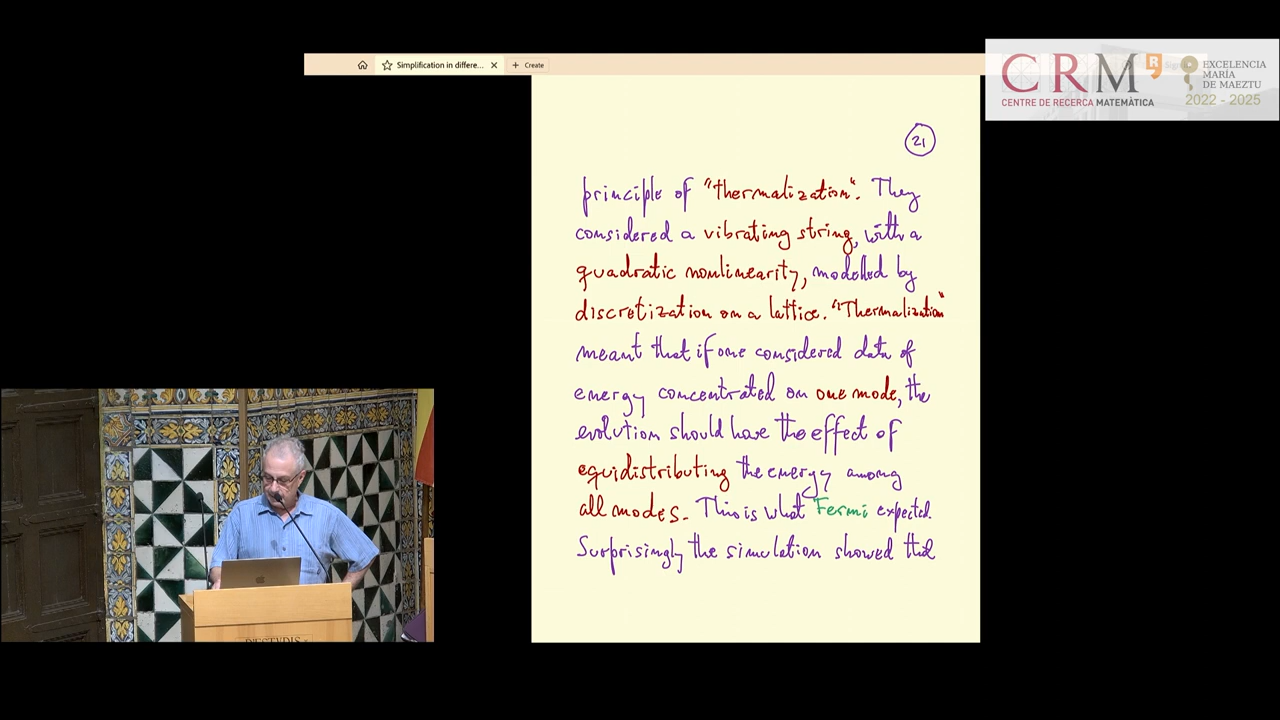 Simplification in differe...
Create
CRM
CENTRE DE RECERCA MATEMÀTICA
EXCELENCIA
MARÍA
DE MAEZTU
2022 - 2025
21
principle of "thermalization". They
considered a vibrating string, with a
quadratic nonlinearity, modelled by
discretization on a lattice. "Thermalization"
meant that if one considered data of
energy concentrated on one mode, the
evolution should have the effect of
equidistributing the energy among
all modes. This is what Fermi expected.
Surprisingly the simulation showed that
D'ESTVDIS